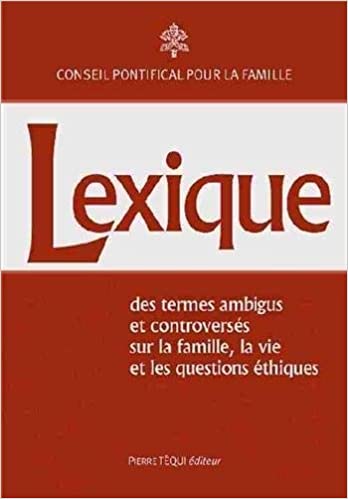 CONSEIL PONTIFICAL POUR LA FAMILLE
Lexique
des termes ambigus
et controversés
sur la famille, la vie
et les questions éthiques
PIERRE TÉQUI éditeur